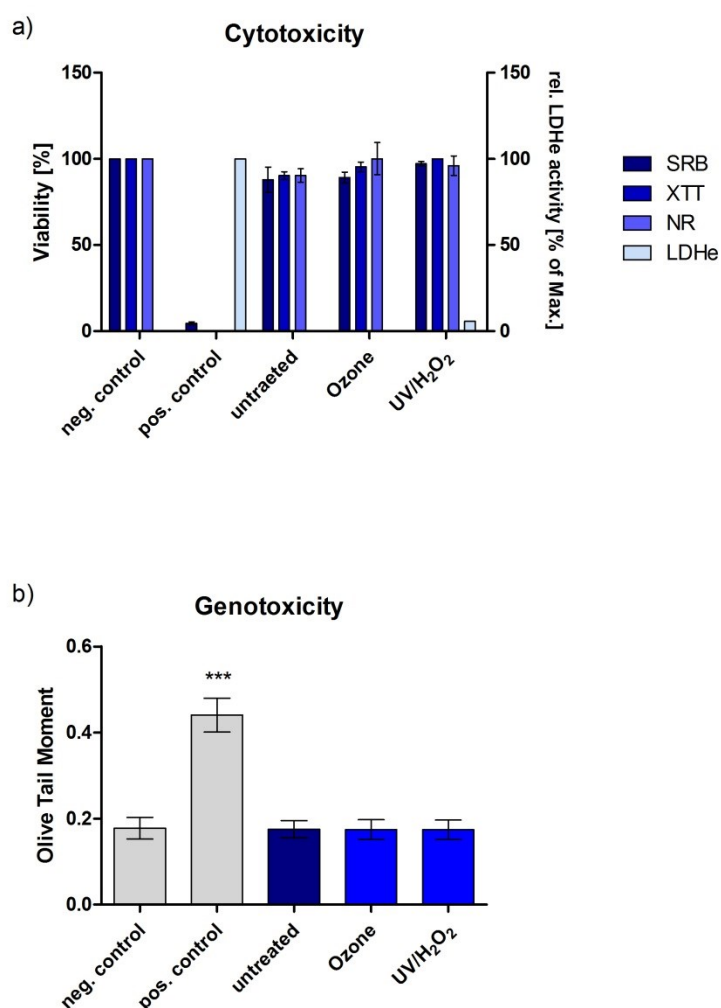 a)
Cytotoxicity
150
100
50
0
Viability [%]
150
100
50
0
rel. LDHe activity [% of Max.]
neg. control
pos. control
untraeted
Ozone
UV/H₂O₂
SRB
XTT
NR
LDHe
b)
Genotoxicity
0.6
0.4
0.2
0.0
Olive Tail Moment
***
neg. control
pos. control
untreated
Ozone
UV/H₂O₂